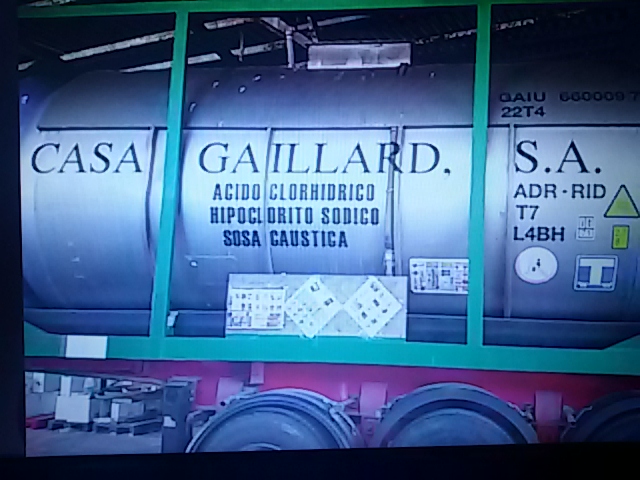 GAIU 660009 7
22T4
CASA GAILLARD, S.A.
ACIDO CLORHIDRICO
HIPOCLORITO SODICO
SOSA CAUSTICA
ADR-RID
T7
L4BH
T